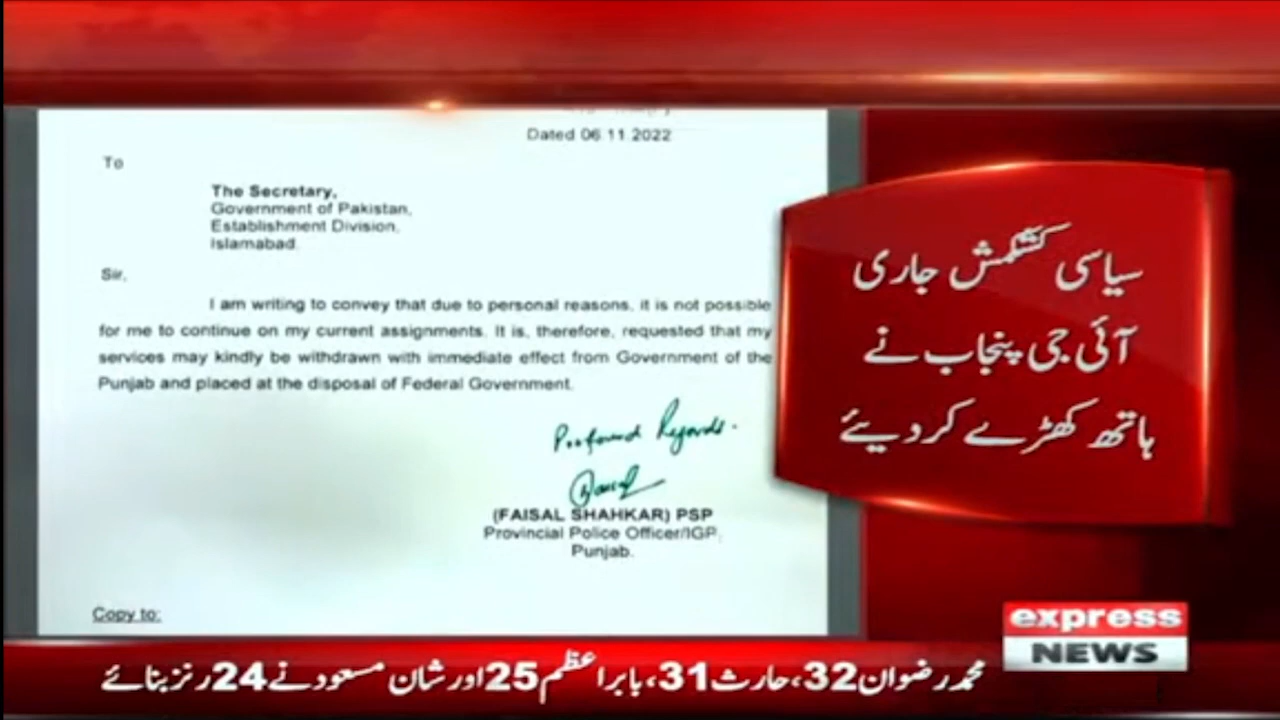 Dated 06 11 2022
To
The Secretary,
Government of Pakistan,
Establishment Division,
Islamabad.
Sir,
I am writing to convey that due to personal reasons, it is not possible
for me to continue on my current assignments. It is, therefore, requested that my
services may kindly be withdrawn with immediate effect from Government of the
Punjab and placed at the disposal of Federal Government.
Profound Regards.
(FAISAL SHAHKAR) PSP
Provincial Police Officer/IGP,
Punjab.
Copy to:
سیاسی کشمکش جاری
آئی جی پنجاب نے
ہاتھ کھڑے کر دیئے
express
NEWS
محمد رضوان 32، حارث 31، بابر اعظم 25 اور شان مسعود نے 24 رنز بنائے